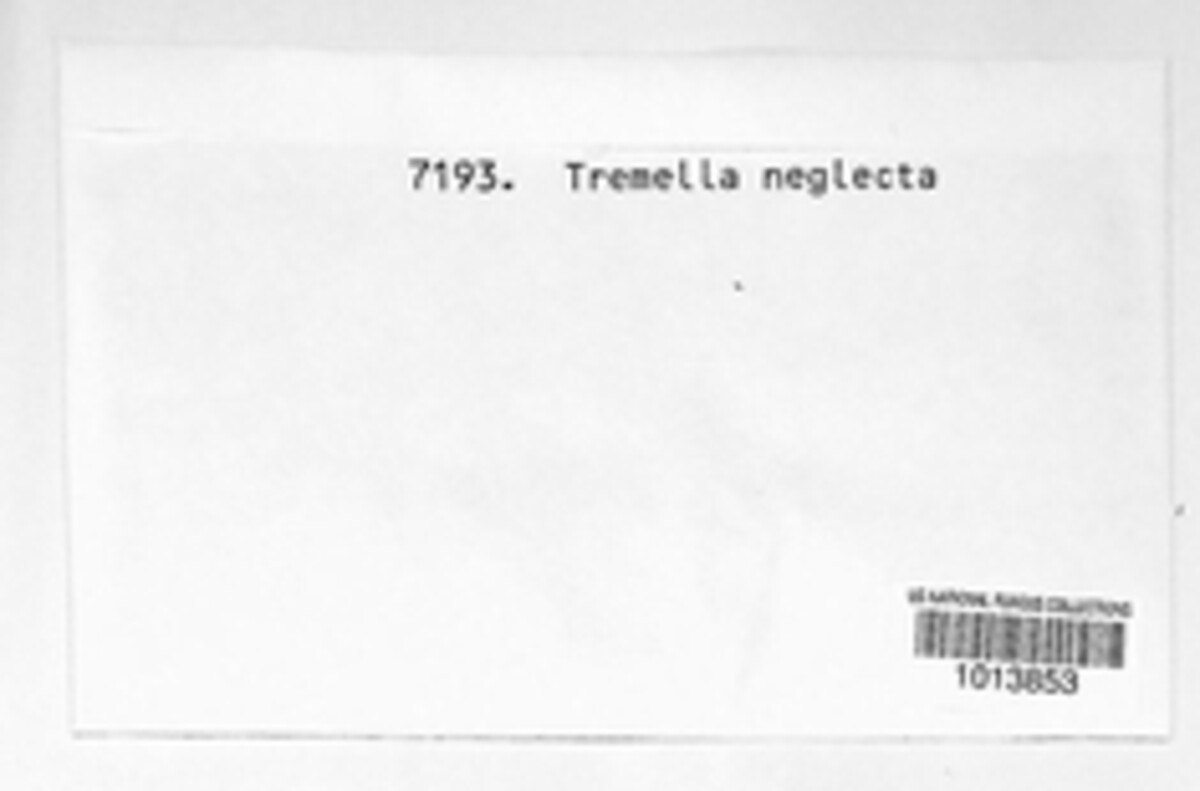 7193. Tremella neglecta
US NATIONAL FUNGUS COLLECTIONS
1013853